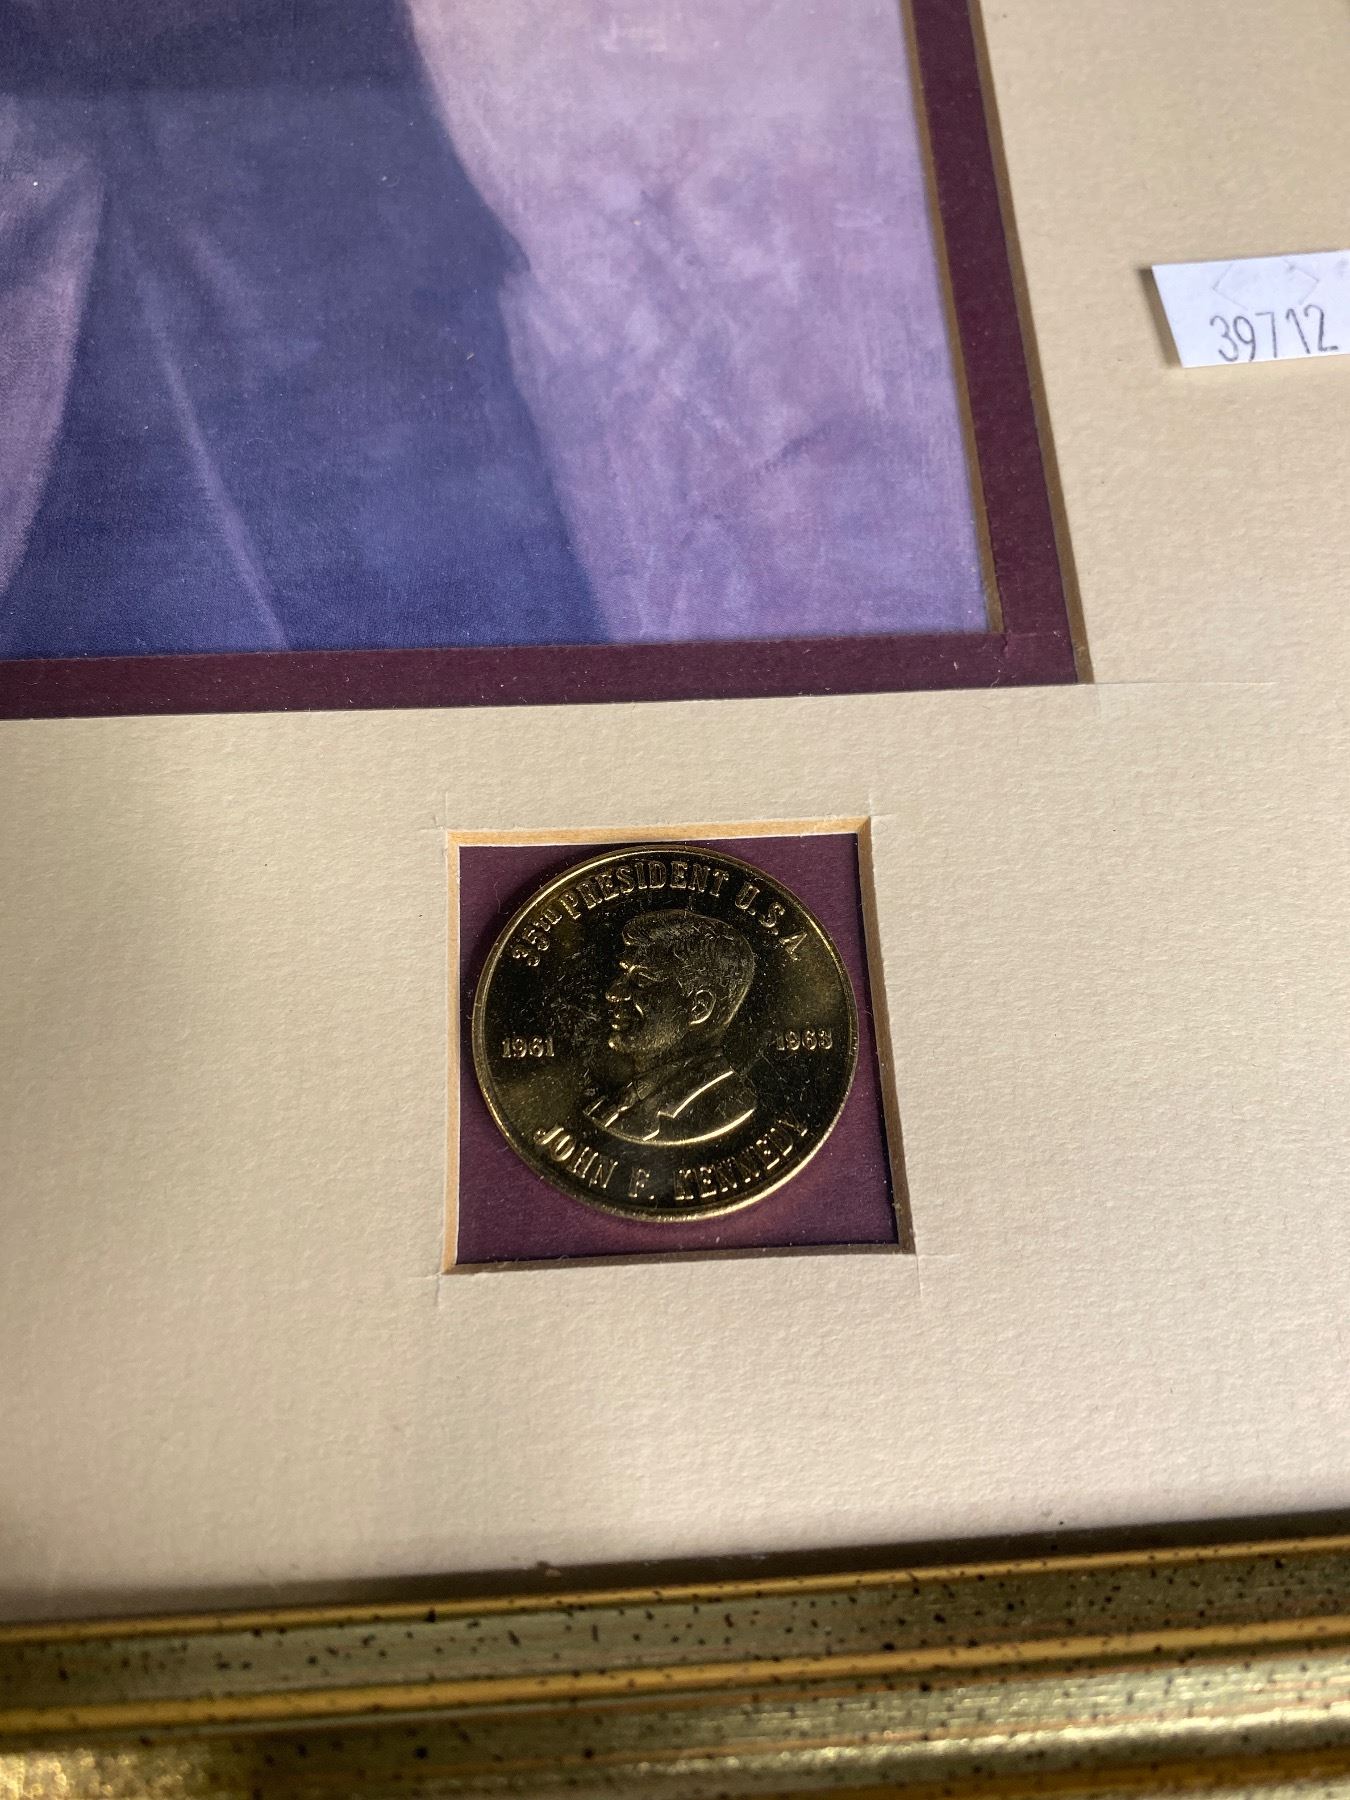 39712
35TH PRESIDENT U.S.A.
1961 1963
JOHN F. KENNEDY